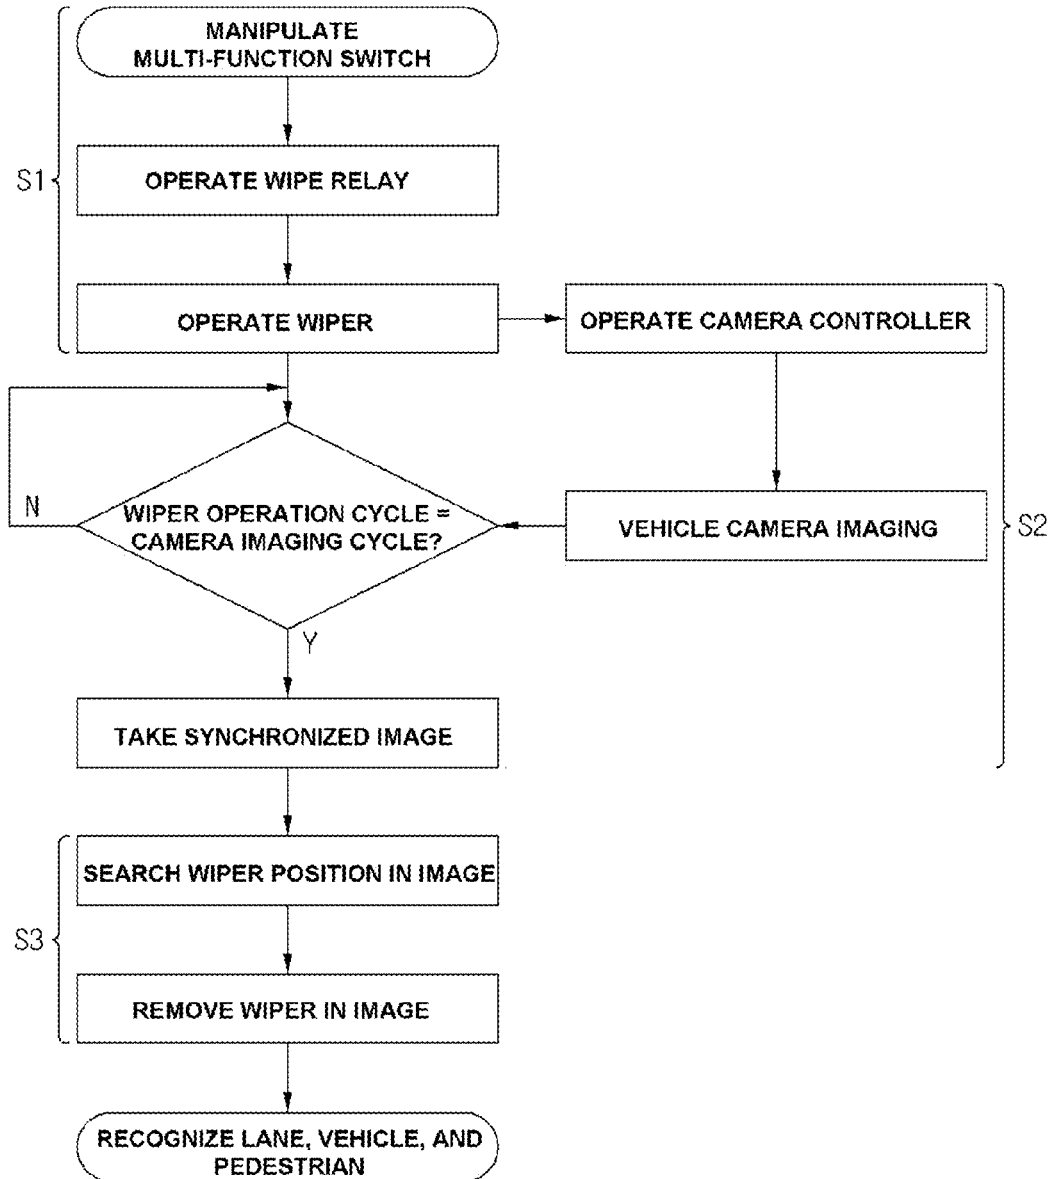 MANIPULATE
MULTI-FUNCTION SWITCH
S1
OPERATE WIPE RELAY
OPERATE WIPER
OPERATE CAMERA CONTROLLER
N
WIPER OPERATION CYCLE =
CAMERA IMAGING CYCLE?
VEHICLE CAMERA IMAGING
S2
Y
TAKE SYNCHRONIZED IMAGE
SEARCH WIPER POSITION IN IMAGE
S3
REMOVE WIPER IN IMAGE
RECOGNIZE LANE, VEHICLE, AND
PEDESTRIAN